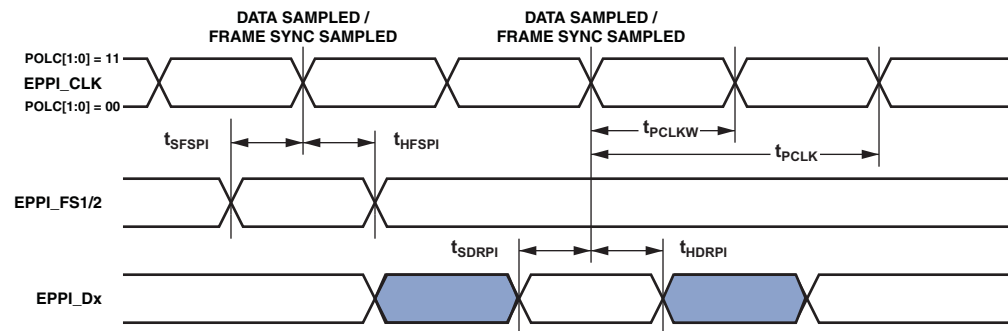 DATA SAMPLED /
FRAME SYNC SAMPLED
DATA SAMPLED /
FRAME SYNC SAMPLED
POLC[1:0] = 11
EPPI_CLK
POLC[1:0] = 00
tSFSPI
tHFSPI
tPCLKW
tPCLK
EPPI_FS1/2
tSDRPI
tHDRPI
EPPI_Dx